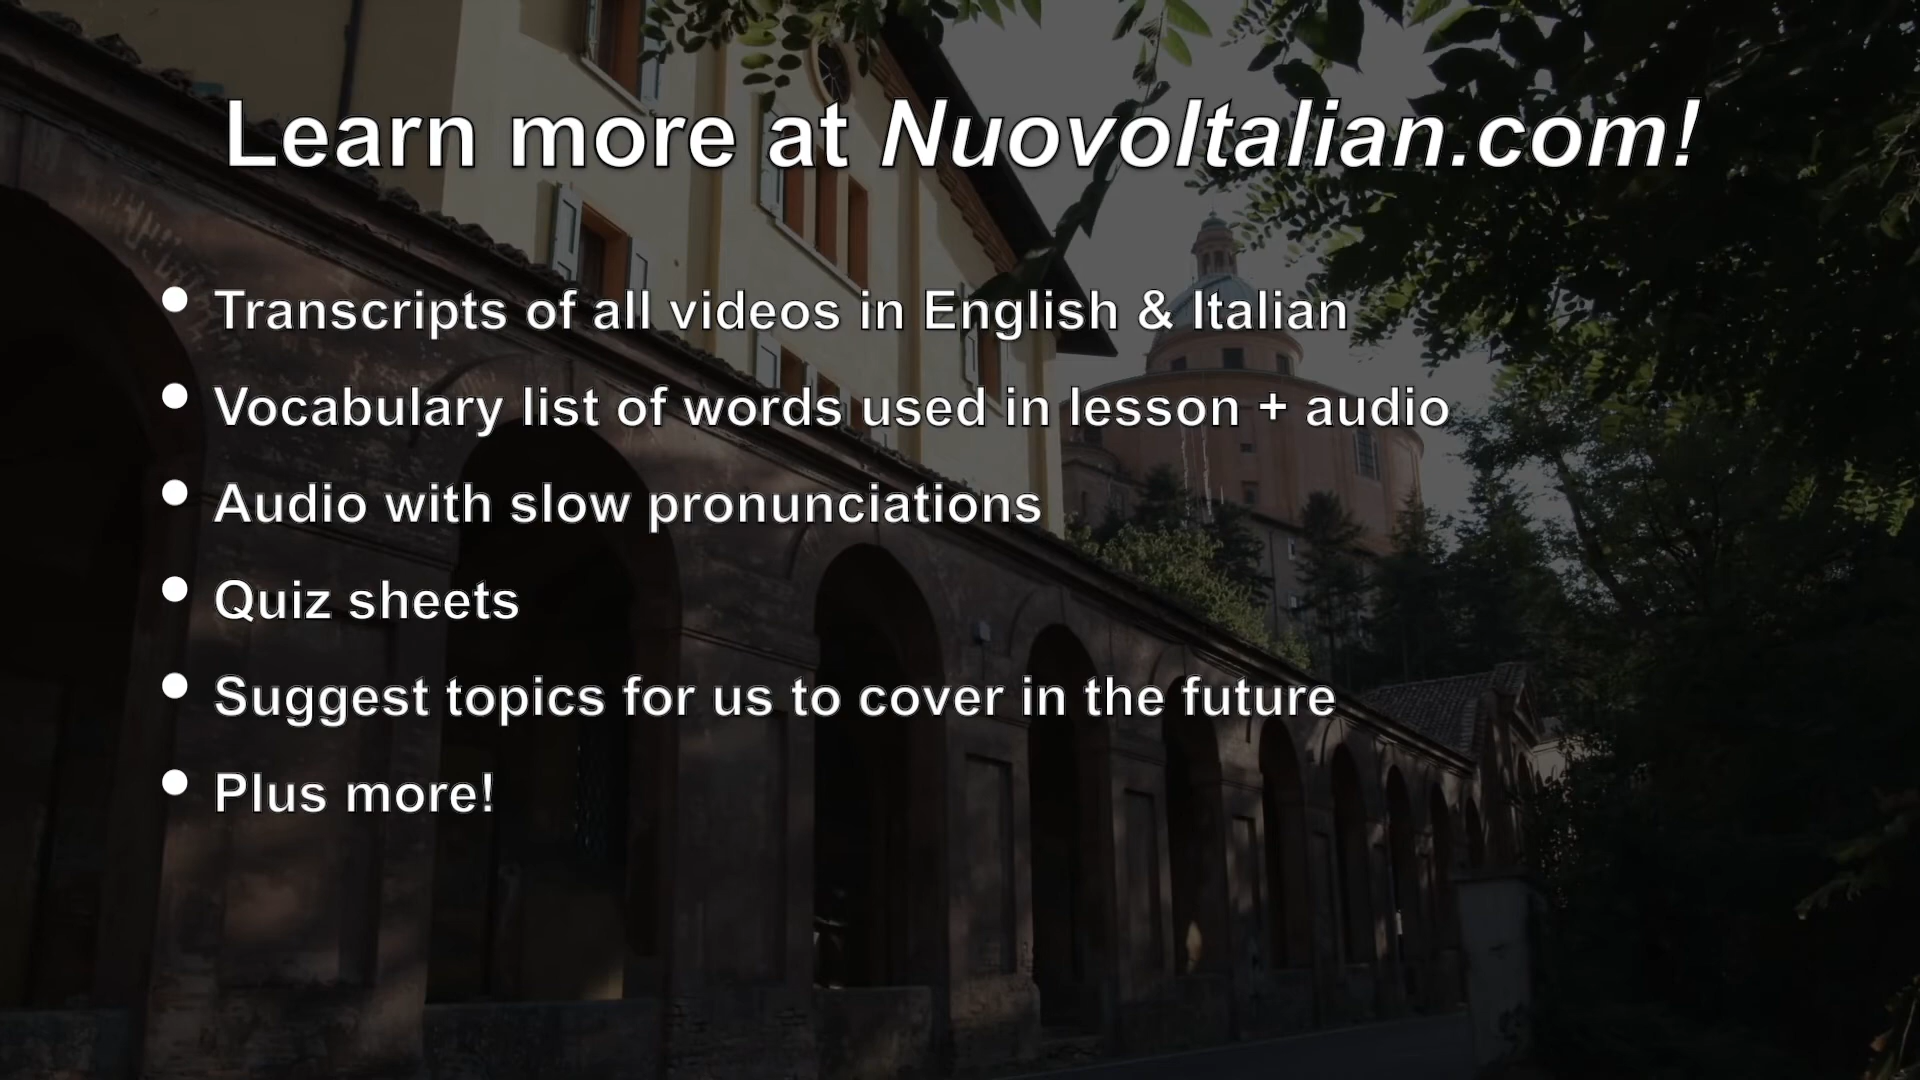 Learn more at NuovoItalian.com!
• Transcripts of all videos in English & Italian
• Vocabulary list of words used in lesson + audio
• Audio with slow pronunciations
• Quiz sheets
• Suggest topics for us to cover in the future
• Plus more!